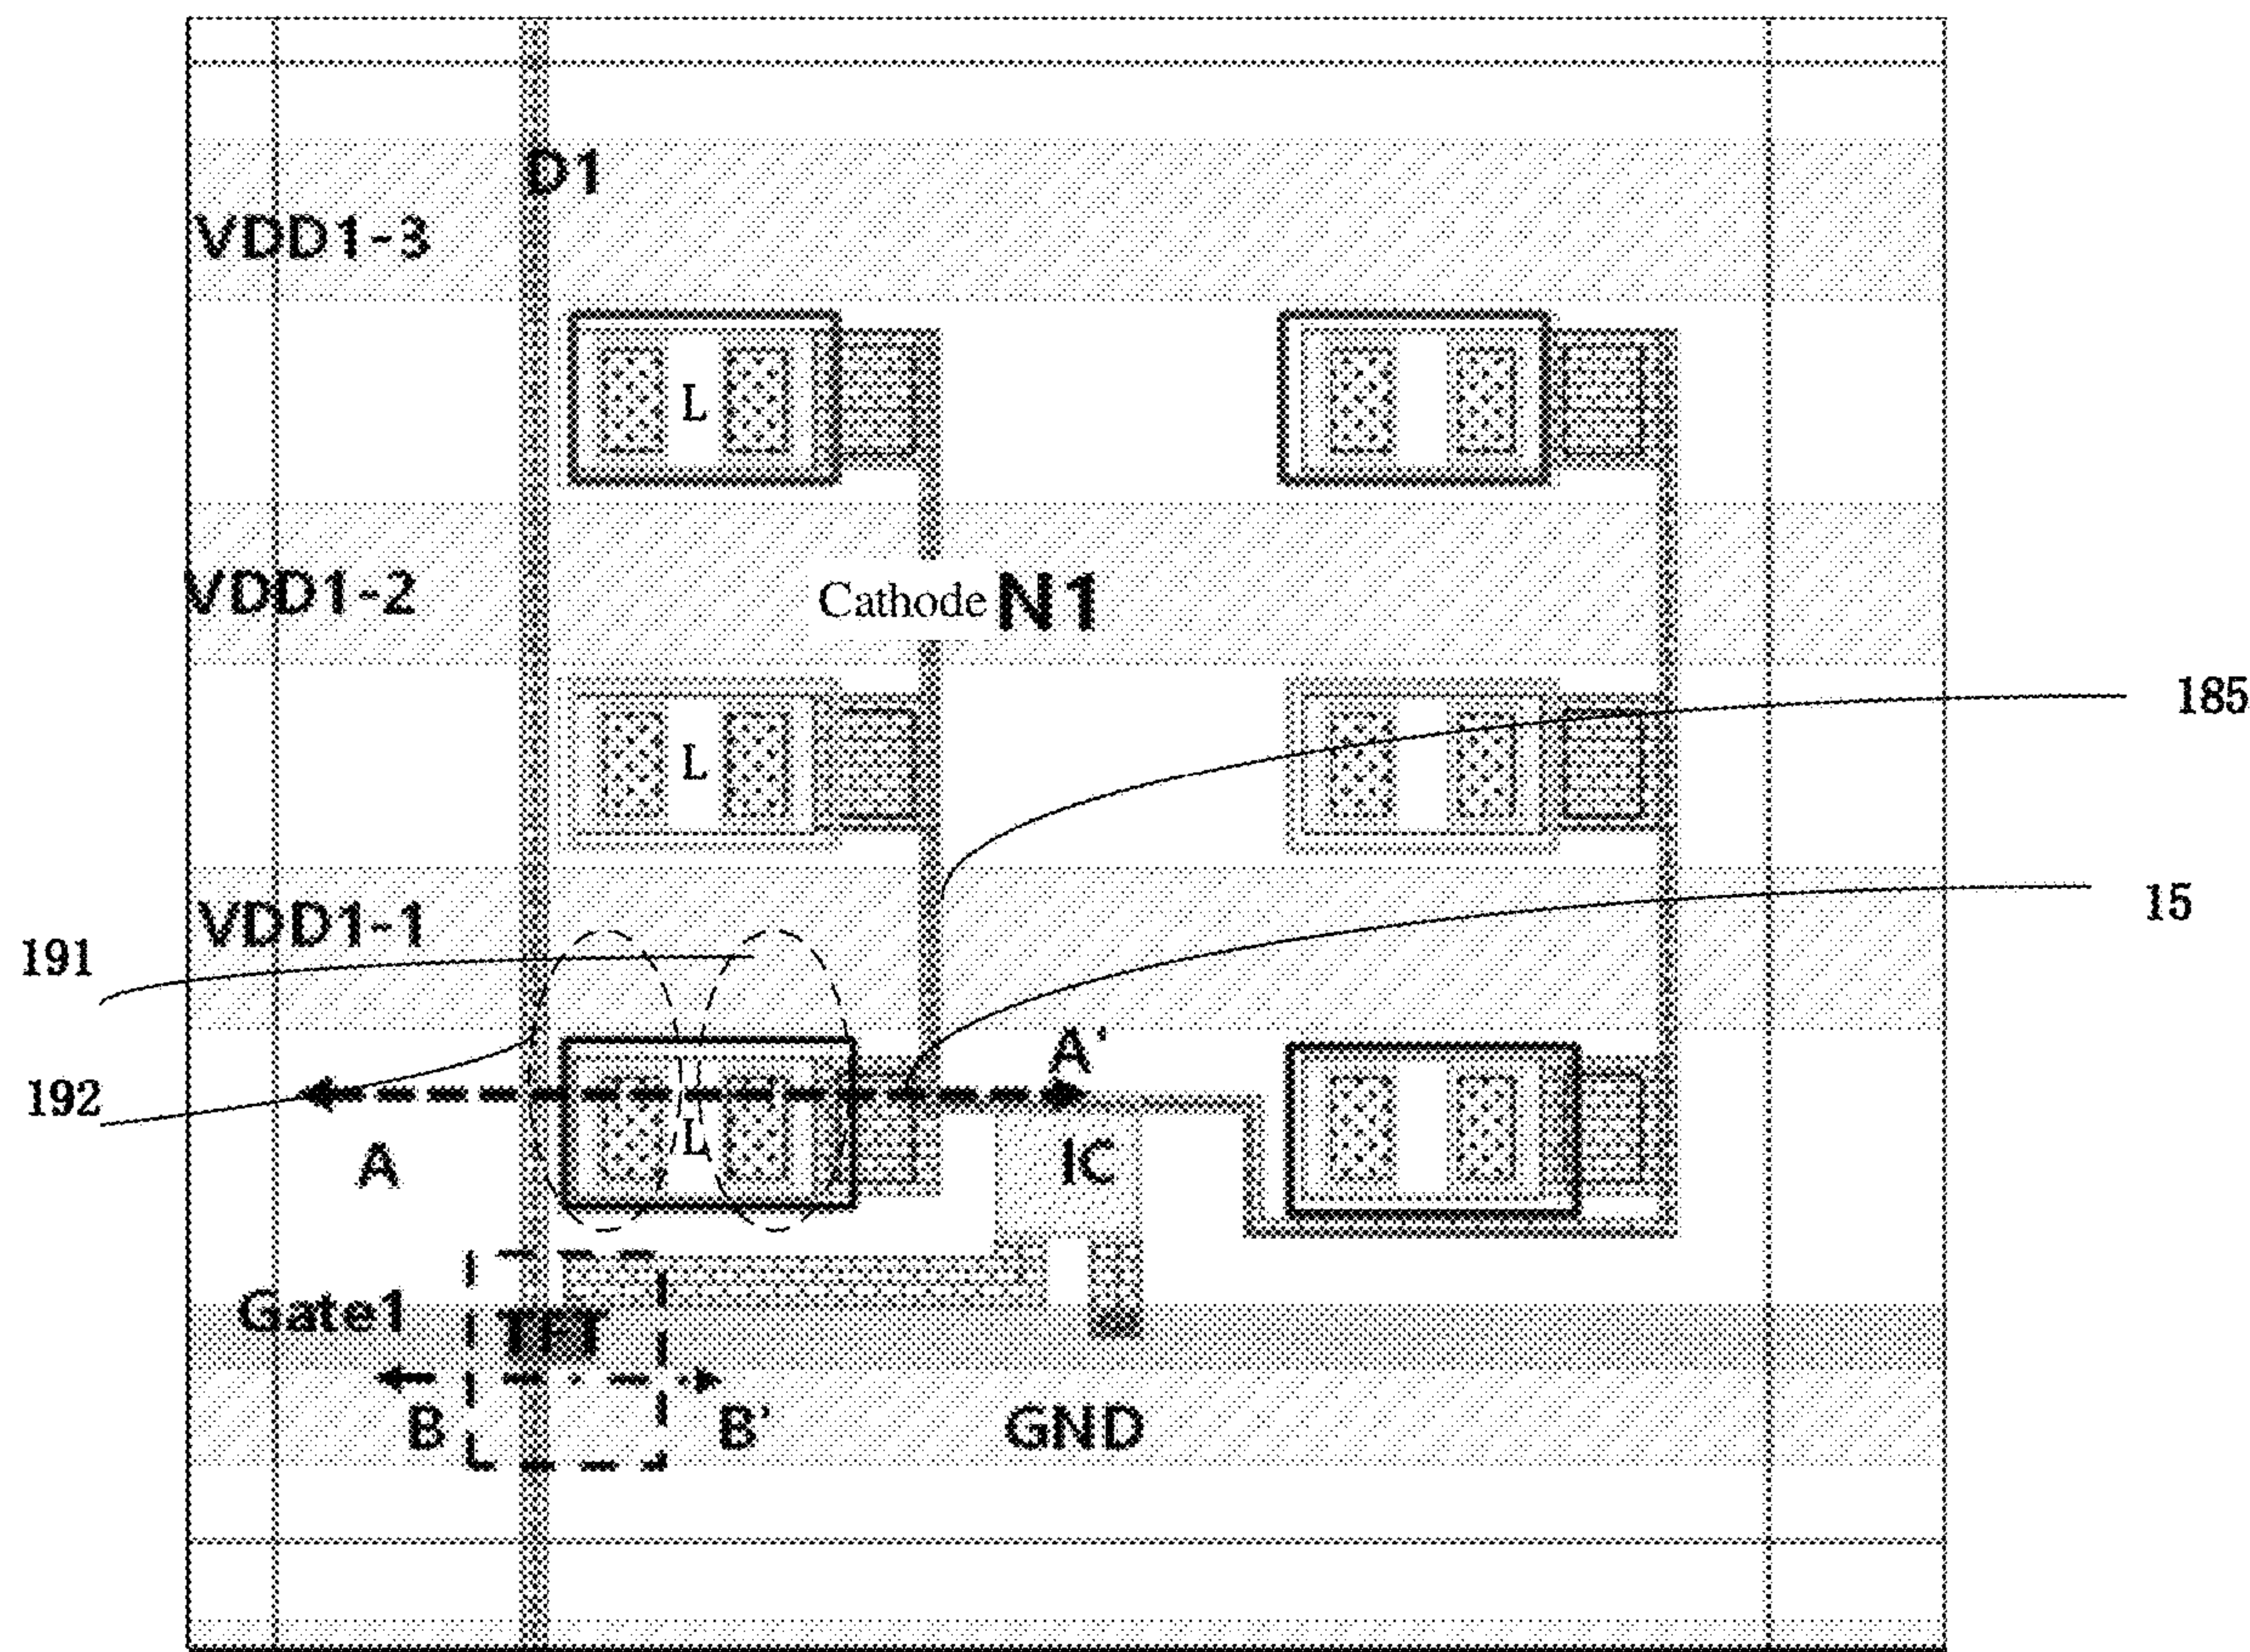 D1
VDD1-3
L
VDD1-2
Cathode N1
185
L
15
VDD1-1
191
A'
192
L
A
IC
Gate1
TFT
B
B'
GND